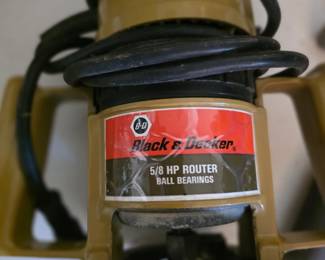 B&D
Black & Decker
5/8 HP ROUTER
BALL BEARINGS